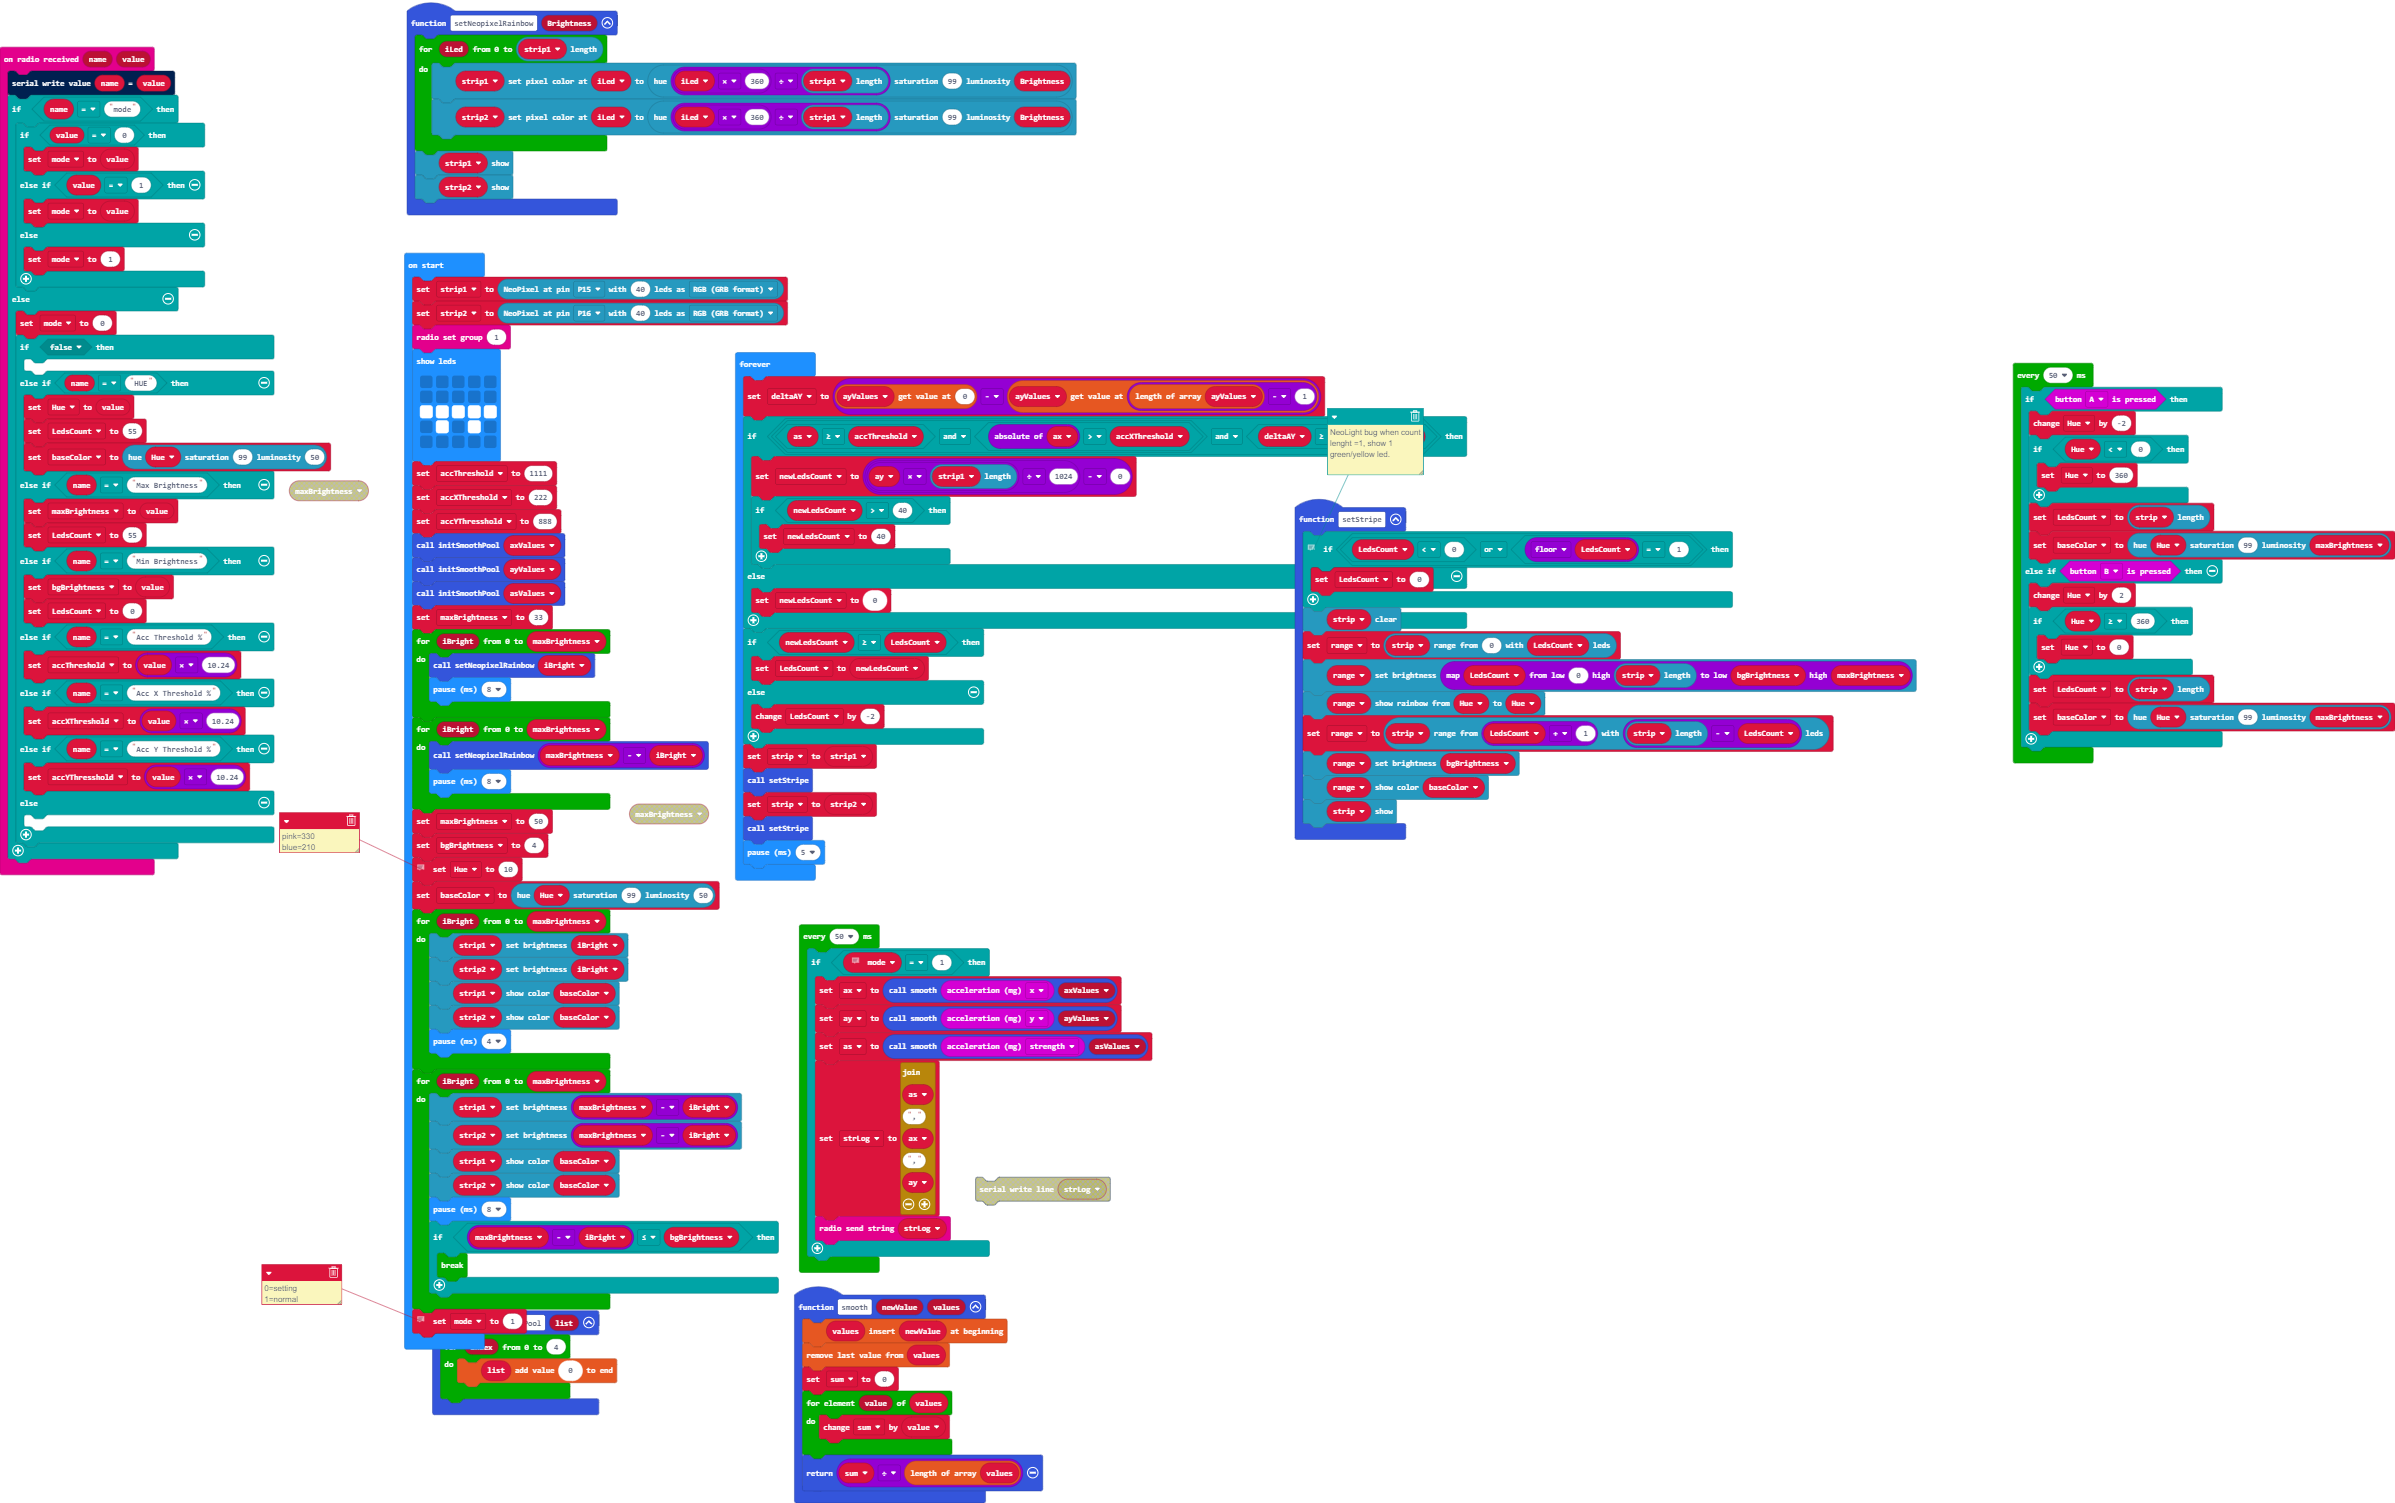 on radio received name value
serial write value name = value
if name = "mode" then
if value = 0 then
set mode to value
else if value = 1 then
set mode to value
else
set mode to 1
else
set mode to 0
if false then
else if name = "HUE" then
set Hue to value
set LedsCount to 55
set baseColor to hue Hue saturation 99 luminosity 50
else if name = "Max Brightness" then
maxBrightness
set maxBrightness to value
set LedsCount to 55
else if name = "Min Brightness" then
set bgBrightness to value
set LedsCount to 0
else if name = "Acc Threshold %" then
set accThreshold to value × 10.24
else if name = "Acc X Threshold %" then
set accXThreshold to value × 10.24
else if name = "Acc Y Threshold %" then
set accYThresshold to value × 10.24
else
pink=330
blue=210
0=setting
1=normal
function setNeopixelRainbow Brightness
for iLed from 0 to strip1 length
do
strip1 set pixel color at iLed to hue iLed × 360 ÷ strip1 length saturation 99 luminosity Brightness
strip2 set pixel color at iLed to hue iLed × 360 ÷ strip1 length saturation 99 luminosity Brightness
strip1 show
strip2 show
on start
set strip1 to NeoPixel at pin P15 with 40 leds as RGB (GRB format)
set strip2 to NeoPixel at pin P16 with 40 leds as RGB (GRB format)
radio set group 1
show leds
set accThreshold to 1111
set accXThreshold to 222
set accYThresshold to 888
call initSmoothPool axValues
call initSmoothPool ayValues
call initSmoothPool asValues
set maxBrightness to 33
for iBright from 0 to maxBrightness
do
call setNeopixelRainbow iBright
pause (ms) 8
for iBright from 0 to maxBrightness
do
call setNeopixelRainbow maxBrightness - iBright
pause (ms) 8
maxBrightness
set maxBrightness to 50
set bgBrightness to 4
set Hue to 10
set baseColor to hue Hue saturation 99 luminosity 50
for iBright from 0 to maxBrightness
do
strip1 set brightness iBright
strip2 set brightness iBright
strip1 show color baseColor
strip2 show color baseColor
pause (ms) 4
for iBright from 0 to maxBrightness
do
strip1 set brightness maxBrightness - iBright
strip2 set brightness maxBrightness - iBright
strip1 show color baseColor
strip2 show color baseColor
pause (ms) 8
if maxBrightness - iBright ≤ bgBrightness then
break
set mode to 1
list
from 0 to 4
do
list add value 0 to end
forever
set deltaAY to ayValues get value at 0 - ayValues get value at length of array ayValues - 1
if as ≥ accThreshold and absolute of ax > accXThreshold and deltaAY ≥ then
set newLedsCount to ay × strip1 length ÷ 1024 - 0
if newLedsCount > 40 then
set newLedsCount to 40
else
set newLedsCount to 0
if newLedsCount ≥ LedsCount then
set LedsCount to newLedsCount
else
change LedsCount by -2
set strip to strip1
call setStripe
set strip to strip2
call setStripe
pause (ms) 5
NeoLight bug when count
lenght =1, show 1
green/yellow led.
function setStripe
if LedsCount < 0 or floor LedsCount = 1 then
set LedsCount to 0
strip clear
set range to strip range from 0 with LedsCount leds
range set brightness map LedsCount from low 0 high strip length to low bgBrightness high maxBrightness
range show rainbow from Hue to Hue
set range to strip range from LedsCount + 1 with strip length - LedsCount leds
range set brightness bgBrightness
range show color baseColor
strip show
every 50 ms
if mode = 1 then
set ax to call smooth acceleration (mg) x axValues
set ay to call smooth acceleration (mg) y ayValues
set as to call smooth acceleration (mg) strength asValues
set strLog to join as "," ax "," ay
serial write line strLog
radio send string strLog
function smooth newValue values
values insert newValue at beginning
remove last value from values
set sum to 0
for element value of values
do
change sum by value
return sum ÷ length of array values
every 50 ms
if button A is pressed then
change Hue by -2
if Hue < 0 then
set Hue to 360
set LedsCount to strip length
set baseColor to hue Hue saturation 99 luminosity maxBrightness
else if button B is pressed then
change Hue by 2
if Hue ≥ 360 then
set Hue to 0
set LedsCount to strip length
set baseColor to hue Hue saturation 99 luminosity maxBrightness